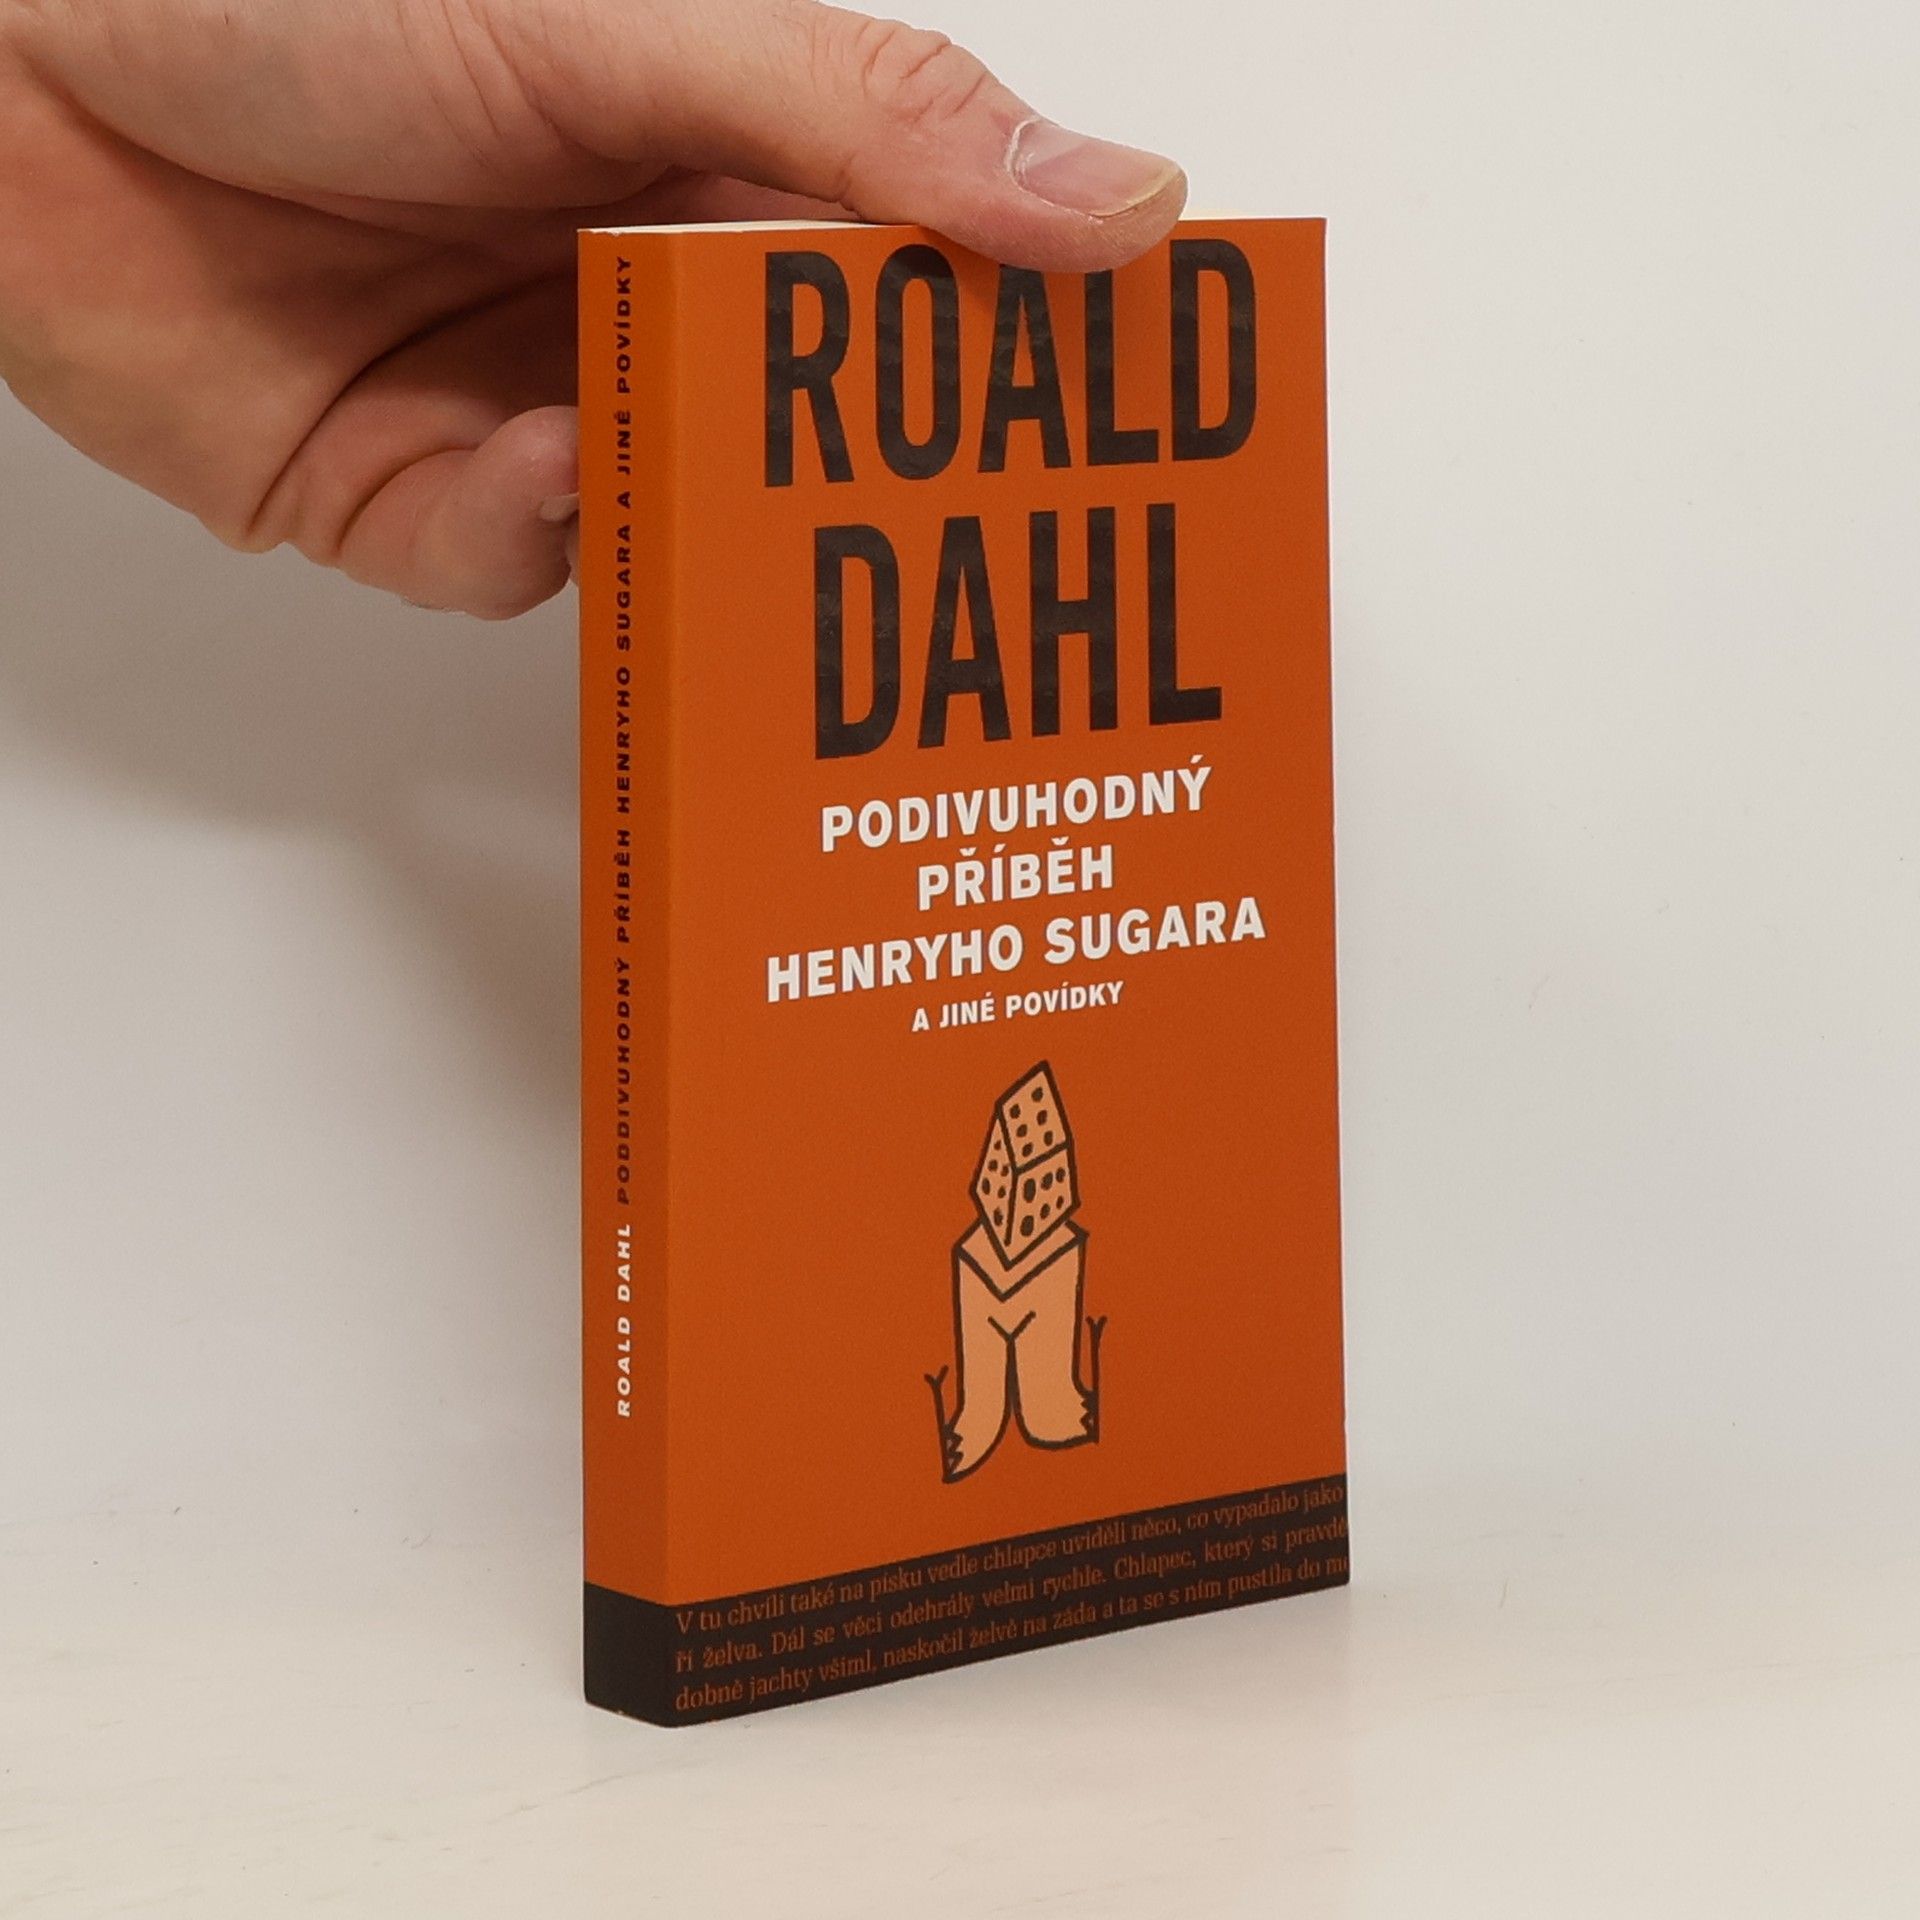 ROALD
DAHL
PODIVUHODNÝ
PŘÍBĚH
HENRYHO SUGARA
A JINÉ POVÍDKY
V tu chvíli také na písku vedle chlapce uviděli něco, co vypadalo jako
ří želva. Dál se věci odehrály velmi rychle. Chlapec, který si pravdě
dobně jachty všiml, naskočil želvě na záda a ta se s ním pustila do mo
ROALD DAHL PODIVUHODNÝ PŘÍBĚH HENRYHO SUGARA A JINÉ POVÍDKY